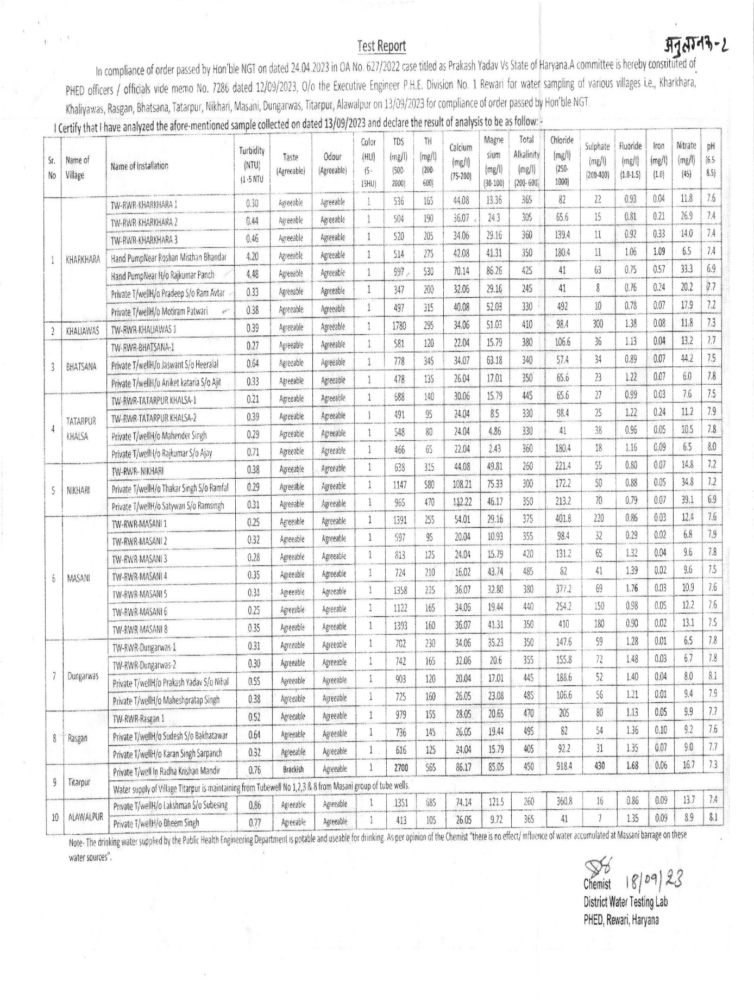 अनुलग्नक-2
Test Report
In compliance of order passed by Hon'ble NGT on dated 24.04.2023 in OA No. 627/2022 case titled as Prakash Yadav Vs State of Haryana.A committee is hereby constituted of
PHED officers / officials vide memo No. 7286 dated 12/09/2023, O/o the Executive Engineer P.H.E. Division No. 1 Rewari for water sampling of various villages i.e., Kharkhara,
Khaliyawas, Rasgan, Bhatsana, Tatarpur, Nikhari, Masani, Dungarwas, Titarpur, Alawalpur on 13/09/2023 for compliance of order passed by Hon'ble NGT
I Certify that I have analyzed the afore-mentioned sample collected on dated 13/09/2023 and declare the result of analysis to be as follow: -
Sr. No Name of Village Name of Installation Turbidity (NTU) (1 -5 NTU Taste (Agreeable) Odour (Agreeable) Color (HU) (5 - 15HU) TDS (mg/l) (500-2000) TH (mg/l) (200-600) Calcium (mg/l) (75-200) Magne sium (mg/l) (30-100) Total Alkalinity (mg/l) (200-600) Chloride (mg/l) (250-1000) Sulphate (mg/l) (200-400) Fluoride (mg/l) (1.0-1.5) Iron (mg/l) (1.0) Nitrate (mg/l) (45) pH (6.5-8.5)
1 KHARKHARA TW-RWR-KHARKHARA 1 0.30 Agreeable Agreeable 1 536 165 44.08 13.36 365 82 22 0.93 0.04 11.8 7.6
TW-RWR-KHARKHARA 2 0.44 Agreeable Agreeable 1 504 190 36.07 24.3 305 65.6 15 0.81 0.21 26.9 7.4
TW-RWR-KHARKHARA 3 0.46 Agreeable Agreeable 1 520 205 34.06 29.16 360 139.4 11 0.92 0.33 14.0 7.4
Hand PumpNear Roshan Misthan Bhandar 4.20 Agreeable Agreeable 1 514 275 42.08 41.31 350 180.4 11 1.06 1.09 6.5 7.4
Hand PumpNear H/o Rajkumar Panch 4.48 Agreeable Agreeable 1 997 530 70.14 86.26 425 41 63 0.75 0.57 33.3 6.9
Private T/wellH/o Pradeep S/o Ram Avtar 0.33 Agreeable Agreeable 1 347 200 32.06 29.16 245 41 8 0.76 0.24 20.2 7.7
Private T/wellH/o Motiram Patwari 0.38 Agreeable Agreeable 1 497 315 40.08 52.03 330 492 10 0.78 0.07 17.9 7.2
2 KHALIAWAS TW-RWR-KHALIAWAS 1 0.39 Agreeable Agreeable 1 1780 295 34.06 51.03 410 98.4 300 1.38 0.08 11.8 7.3
3 BHATSANA TW-RWR-BHATSANA-1 0.27 Agreeable Agreeable 1 581 120 22.04 15.79 380 106.6 36 1.13 0.04 13.2 7.7
Private T/wellH/o Jaswant S/o Heeralal 0.64 Agreeable Agreeable 1 778 345 34.07 63.18 340 57.4 34 0.89 0.07 44.2 7.5
Private T/wellH/o Aniket kataria S/o Ajit 0.33 Agreeable Agreeable 1 478 135 26.04 17.01 350 65.6 23 1.22 0.07 6.0 7.8
4 TATARPUR KHALSA TW-RWR-TATARPUR KHALSA-1 0.21 Agreeable Agreeable 1 688 140 30.06 15.79 445 65.6 27 0.99 0.03 7.6 7.5
TW-RWR-TATARPUR KHALSA-2 0.39 Agreeable Agreeable 1 491 95 24.04 8.5 330 98.4 25 1.22 0.24 11.2 7.9
Private T/wellH/o Mahender Singh 0.29 Agreeable Agreeable 1 548 80 24.04 4.86 330 41 38 0.96 0.05 10.5 7.8
Private T/wellH/o Rajkumar S/o Ajay 0.71 Agreeable Agreeable 1 466 65 22.04 2.43 360 180.4 18 1.16 0.09 6.5 8.0
5 NIKHARI TW-RWR- NIKHARI 0.38 Agreeable Agreeable 1 638 315 44.08 49.81 260 221.4 55 0.80 0.07 14.8 7.2
Private T/wellH/o Thakar Singh S/o Ramfal 0.29 Agreeable Agreeable 1 1147 580 108.21 75.33 300 172.2 50 0.88 0.05 34.8 7.2
Private T/wellH/o Satywan S/o Ramsingh 0.31 Agreeable Agreeable 1 965 470 112.22 46.17 350 213.2 70 0.79 0.07 39.1 6.9
6 MASANI TW-RWR-MASANI 1 0.25 Agreeable Agreeable 1 1391 255 54.01 29.16 375 401.8 220 0.86 0.03 12.4 7.6
TW-RWR-MASANI 2 0.32 Agreeable Agreeable 1 597 95 20.04 10.93 355 98.4 32 0.29 0.02 6.8 7.9
TW-RWR-MASANI 3 0.28 Agreeable Agreeable 1 813 125 24.04 15.79 420 131.2 65 1.32 0.04 9.6 7.8
TW-RWR-MASANI 4 0.35 Agreeable Agreeable 1 724 210 16.02 43.74 485 82 41 1.39 0.02 9.6 7.5
TW-RWR-MASANI 5 0.31 Agreeable Agreeable 1 1358 225 36.07 32.80 380 377.2 69 1.76 0.03 10.9 7.6
TW-RWR-MASANI 6 0.25 Agreeable Agreeable 1 1122 165 34.06 19.44 440 254.2 150 0.98 0.05 12.2 7.6
TW-RWR-MASANI 8 0.35 Agreeable Agreeable 1 1393 160 36.07 41.31 350 410 180 0.90 0.02 13.1 7.5
7 Dungarwas TW-RWR-Dungarwas-1 0.31 Agreeable Agreeable 1 702 230 34.06 35.23 350 147.6 59 1.28 0.01 6.5 7.8
TW-RWR-Dungarwas-2 0.30 Agreeable Agreeable 1 742 165 32.06 20.6 355 155.8 72 1.48 0.03 6.7 7.8
Private T/wellH/o Prakash Yadav S/o Nihal 0.55 Agreeable Agreeable 1 903 120 20.04 17.01 445 188.6 52 1.40 0.04 8.0 8.1
Private T/wellH/o Maheshpratap Singh 0.38 Agreeable Agreeable 1 725 160 26.05 23.08 485 106.6 56 1.21 0.01 9.4 7.9
8 Rasgan TW-RWR-Rasgan 1 0.52 Agreeable Agreeable 1 979 155 28.05 20.65 470 205 80 1.13 0.05 9.9 7.7
Private T/wellH/o Sudesh S/o Bakhatawar 0.64 Agreeable Agreeable 1 736 145 26.05 19.44 495 82 54 1.36 0.10 9.2 7.6
Private T/wellH/o Karan Singh Sarpanch 0.32 Agreeable Agreeable 1 616 125 24.04 15.79 405 92.2 31 1.35 0.07 9.0 7.7
9 Titarpur Private T/well In Radha Krishan Mandir 0.76 Brackish Agreeable 1 2700 565 86.17 85.05 450 918.4 430 1.68 0.06 16.7 7.3
Water supply of Village Titarpur is maintaining from Tubewell No 1,2,3 & 8 from Masani group of tube wells.
10 ALAWALPUR Private T/wellH/o Lakshman S/o Subesing 0.86 Agreeable Agreeable 1 1351 685 74.14 121.5 260 360.8 16 0.86 0.09 13.7 7.4
Private T/wellH/o Bheem Singh 0.77 Agreeable Agreeable 1 413 105 26.05 9.72 365 41 7 1.35 0.09 8.9 8.1
Note- The drinking water supplied by the Public Health Engineering Department is potable and useable for drinking. As per opinion of the Chemist "there is no effect/ influence of water accumulated at Massani barrage on these
water sources".
Chemist 18/09/23
District Water Testing Lab
PHED, Rewari, Haryana